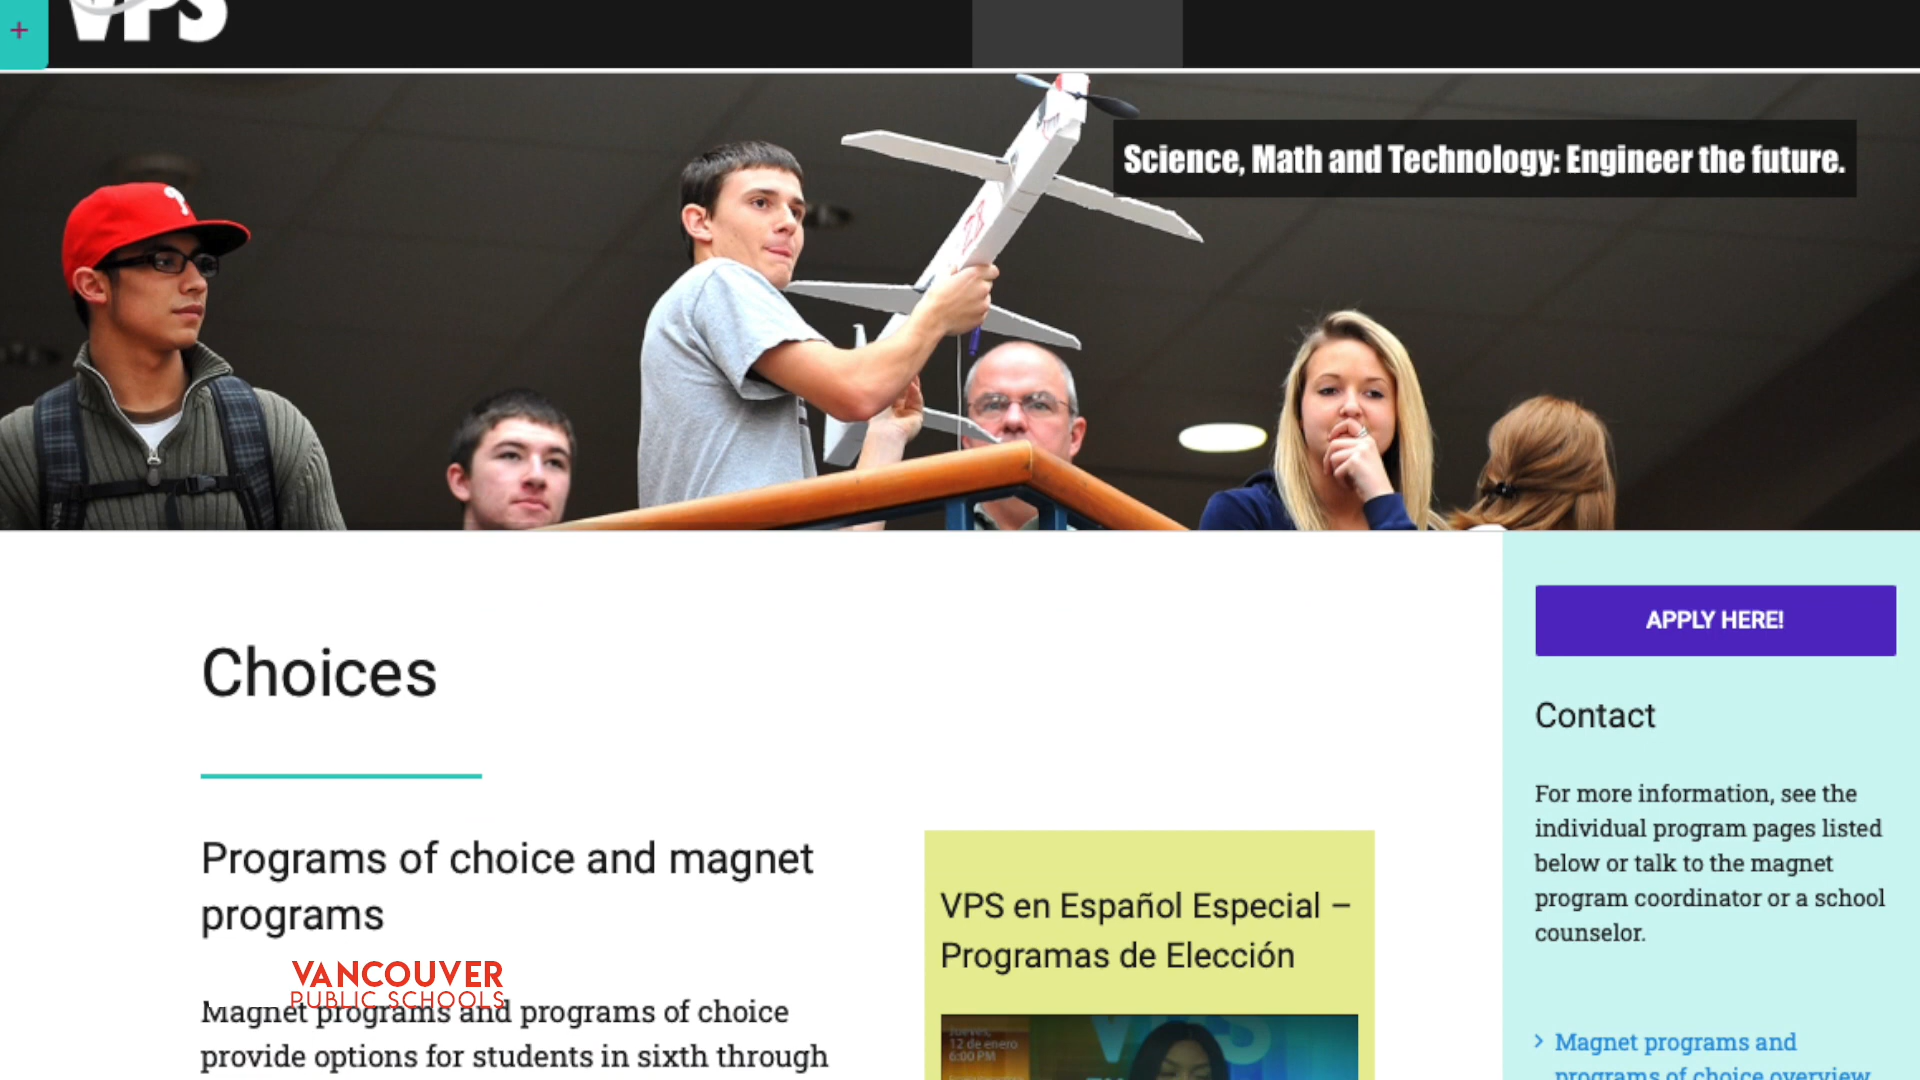 VPS
Science, Math and Technology: Engineer the future.
APPLY HERE!
Choices
Contact
For more information, see the
individual program pages listed
below or talk to the magnet
program coordinator or a school
counselor.
Programs of choice and magnet
programs
VPS en Español Especial –
Programas de Elección
VANCOUVER
PUBLIC SCHOOLS
Magnet programs and programs of choice
provide options for students in sixth through
Jueves,
12 de enero
6:00 PM
Magnet programs and
programs of choice overview